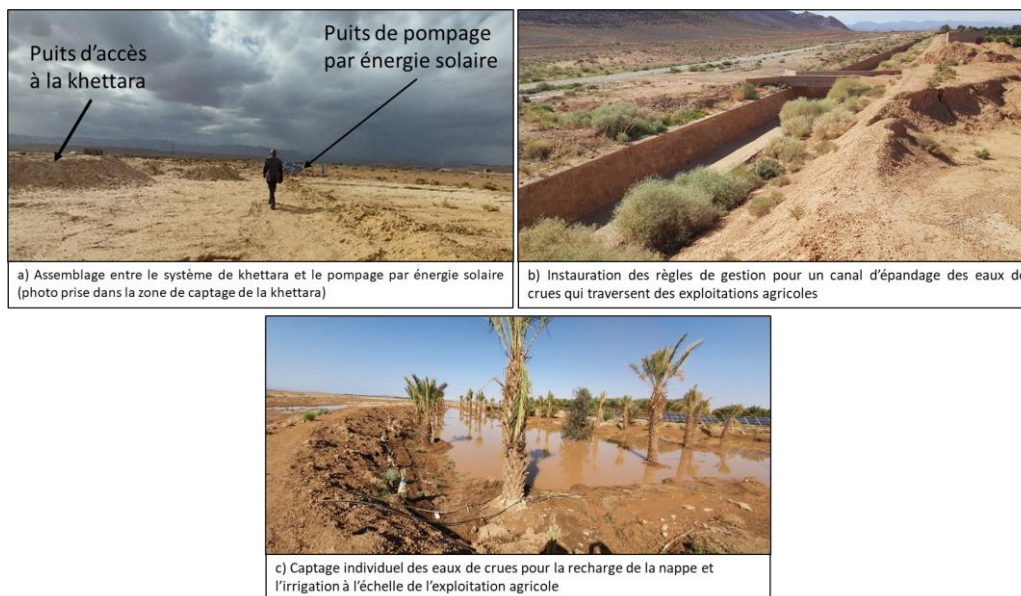 Puits d'accès
à la khettara
Puits de pompage
par énergie solaire
a) Assemblage entre le système de khettara et le pompage par énergie solaire
(photo prise dans la zone de captage de la khettara)
b) Instauration des règles de gestion pour un canal d'épandage des eaux de
crues qui traversent des exploitations agricoles
c) Captage individuel des eaux de crues pour la recharge de la nappe et
l'irrigation à l'échelle de l'exploitation agricole